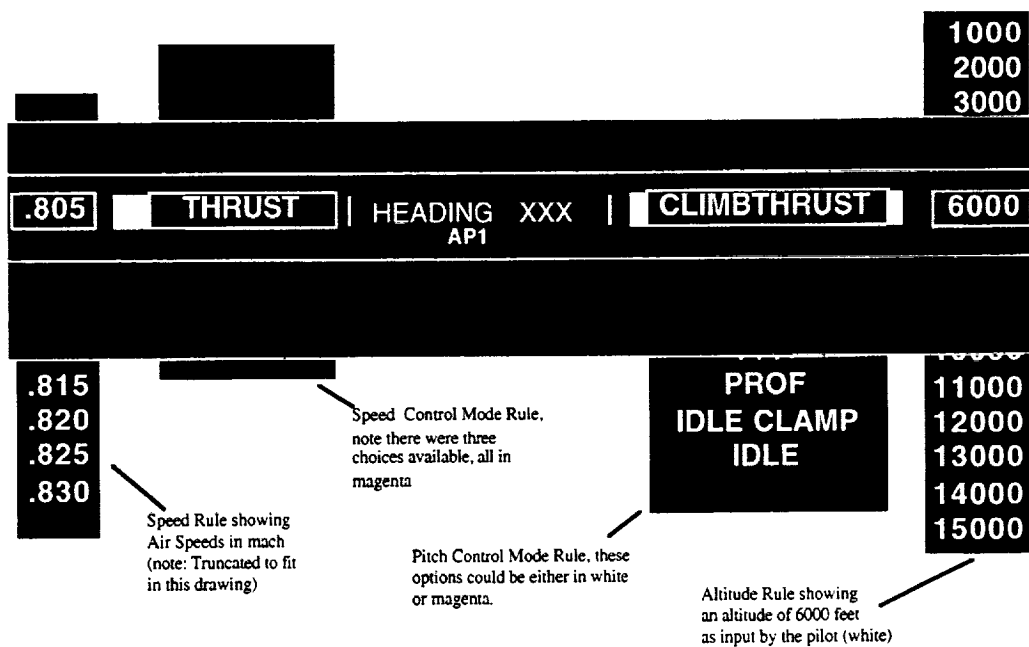 1000
2000
3000
.805 THRUST HEADING XXX CLIMBTHRUST 6000
AP1
.815
.820
.825
.830
PROF
IDLE CLAMP
IDLE
11000
12000
13000
14000
15000
Speed Control Mode Rule,
note there were three
choices available, all in
magenta
Speed Rule showing
Air Speeds in mach
(note: Truncated to fit
in this drawing)
Pitch Control Mode Rule, these
options could be either in white
or magenta.
Altitude Rule showing
an altitude of 6000 feet
as input by the pilot (white)